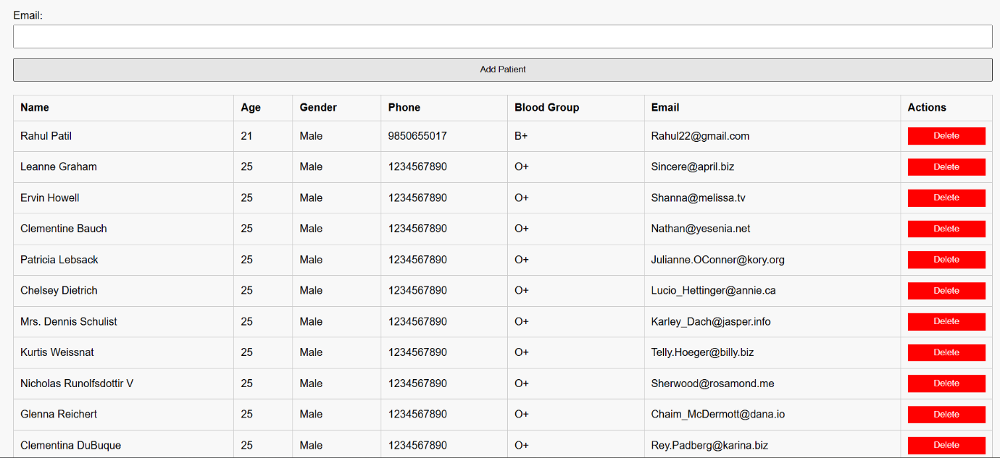 Email:
Add Patient
Name Age Gender Phone Blood Group Email Actions
Rahul Patil 21 Male 9850655017 B+ Rahul22@gmail.com Delete
Leanne Graham 25 Male 1234567890 O+ Sincere@april.biz Delete
Ervin Howell 25 Male 1234567890 O+ Shanna@melissa.tv Delete
Clementine Bauch 25 Male 1234567890 O+ Nathan@yesenia.net Delete
Patricia Lebsack 25 Male 1234567890 O+ Julianne.OConner@kory.org Delete
Chelsey Dietrich 25 Male 1234567890 O+ Lucio_Hettinger@annie.ca Delete
Mrs. Dennis Schulist 25 Male 1234567890 O+ Karley_Dach@jasper.info Delete
Kurtis Weissnat 25 Male 1234567890 O+ Telly.Hoeger@billy.biz Delete
Nicholas Runolfsdottir V 25 Male 1234567890 O+ Sherwood@rosamond.me Delete
Glenna Reichert 25 Male 1234567890 O+ Chaim_McDermott@dana.io Delete
Clementina DuBuque 25 Male 1234567890 O+ Rey.Padberg@karina.biz Delete